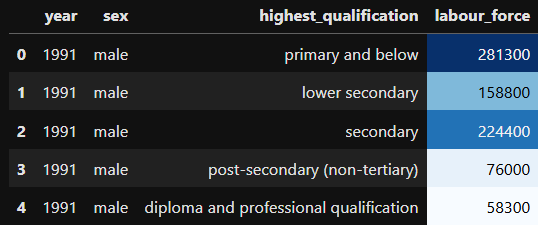 year sex highest_qualification labour_force
0 1991 male primary and below 281300
1 1991 male lower secondary 158800
2 1991 male secondary 224400
3 1991 male post-secondary (non-tertiary) 76000
4 1991 male diploma and professional qualification 58300